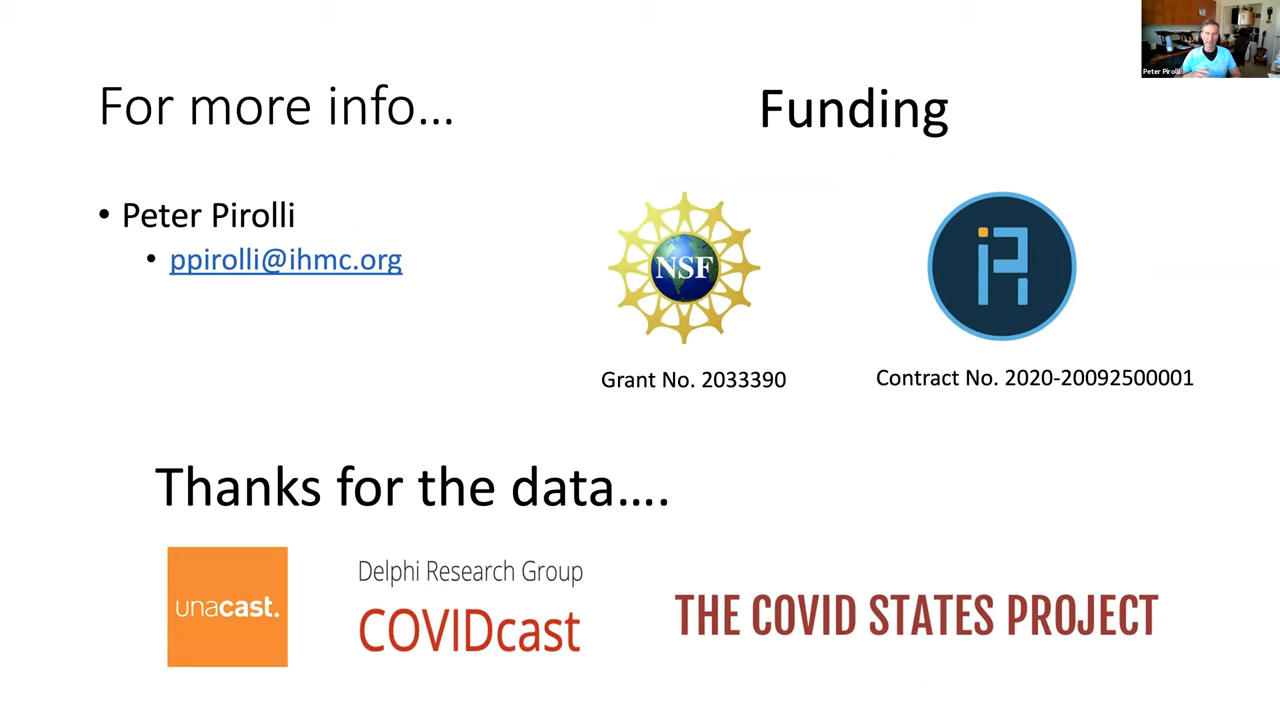 Peter Pirolli
For more info...
Funding
• Peter Pirolli
• ppirolli@ihmc.org
NSF
Grant No. 2033390
Contract No. 2020-20092500001
Thanks for the data....
unacast.
Delphi Research Group
COVIDcast
THE COVID STATES PROJECT